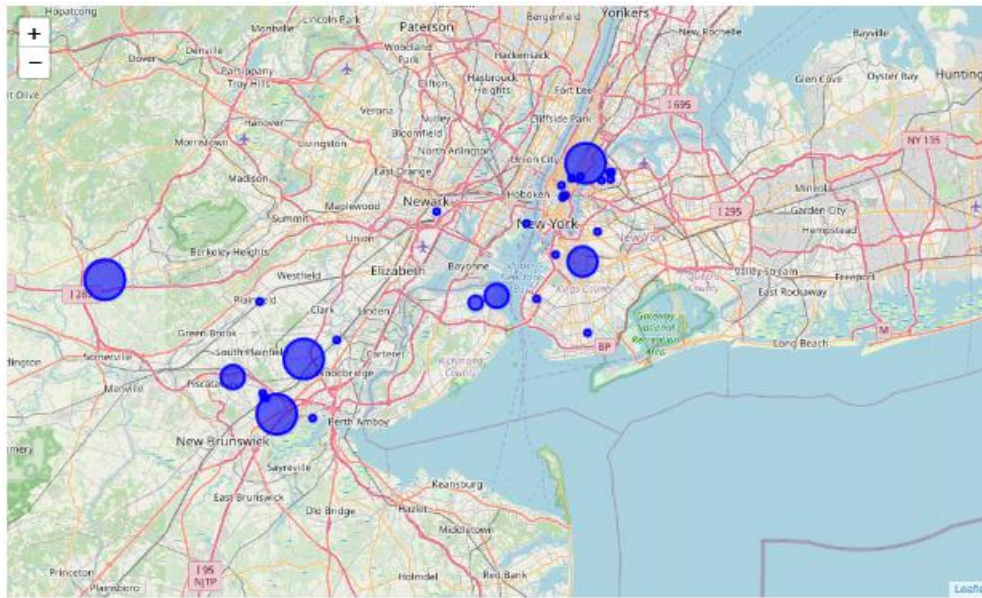 Hopatcong
Montville
Lincoln Park
Paterson
Bergenfield
Yonkers
+
−
Denville
Dover
Woodland Park
Hackensack
New Rochelle
Bayville
Parsippany
Troy Hills
Clifton
Hasbrouck Heights
Fort Lee
Glen Cove
Oyster Bay
Hunting
I 695
Verona
Nutley
Cliffside Park
Hanover
Bloomfield
Livingston
North Arlington
NY 135
Morristown
Union City
East Orange
Madison
Mineola
Newark
Hoboken
Maplewood
Summit
Garden City
I 295
New York
Hempstead
Union
New York
Berkeley Heights
Bayonne
Elizabeth
Valley Stream
Freeport
Westfield
Kings County
Queens County
East Rockaway
I 287
Plainfield
Clark
Linden
Gateway
National
Recreation
Area
M
Green Brook
Long Beach
BP
Somerville
South Plainfield
Carteret
Richmond
County
Woodbridge
Manville
New Brunswick
Perth Amboy
Sayreville
Keansburg
East Brunswick
Old Bridge
Hazlet
Middletown
I 95
NJTP
Princeton
Plainsboro
Holmdel
Red Bank
Leafle